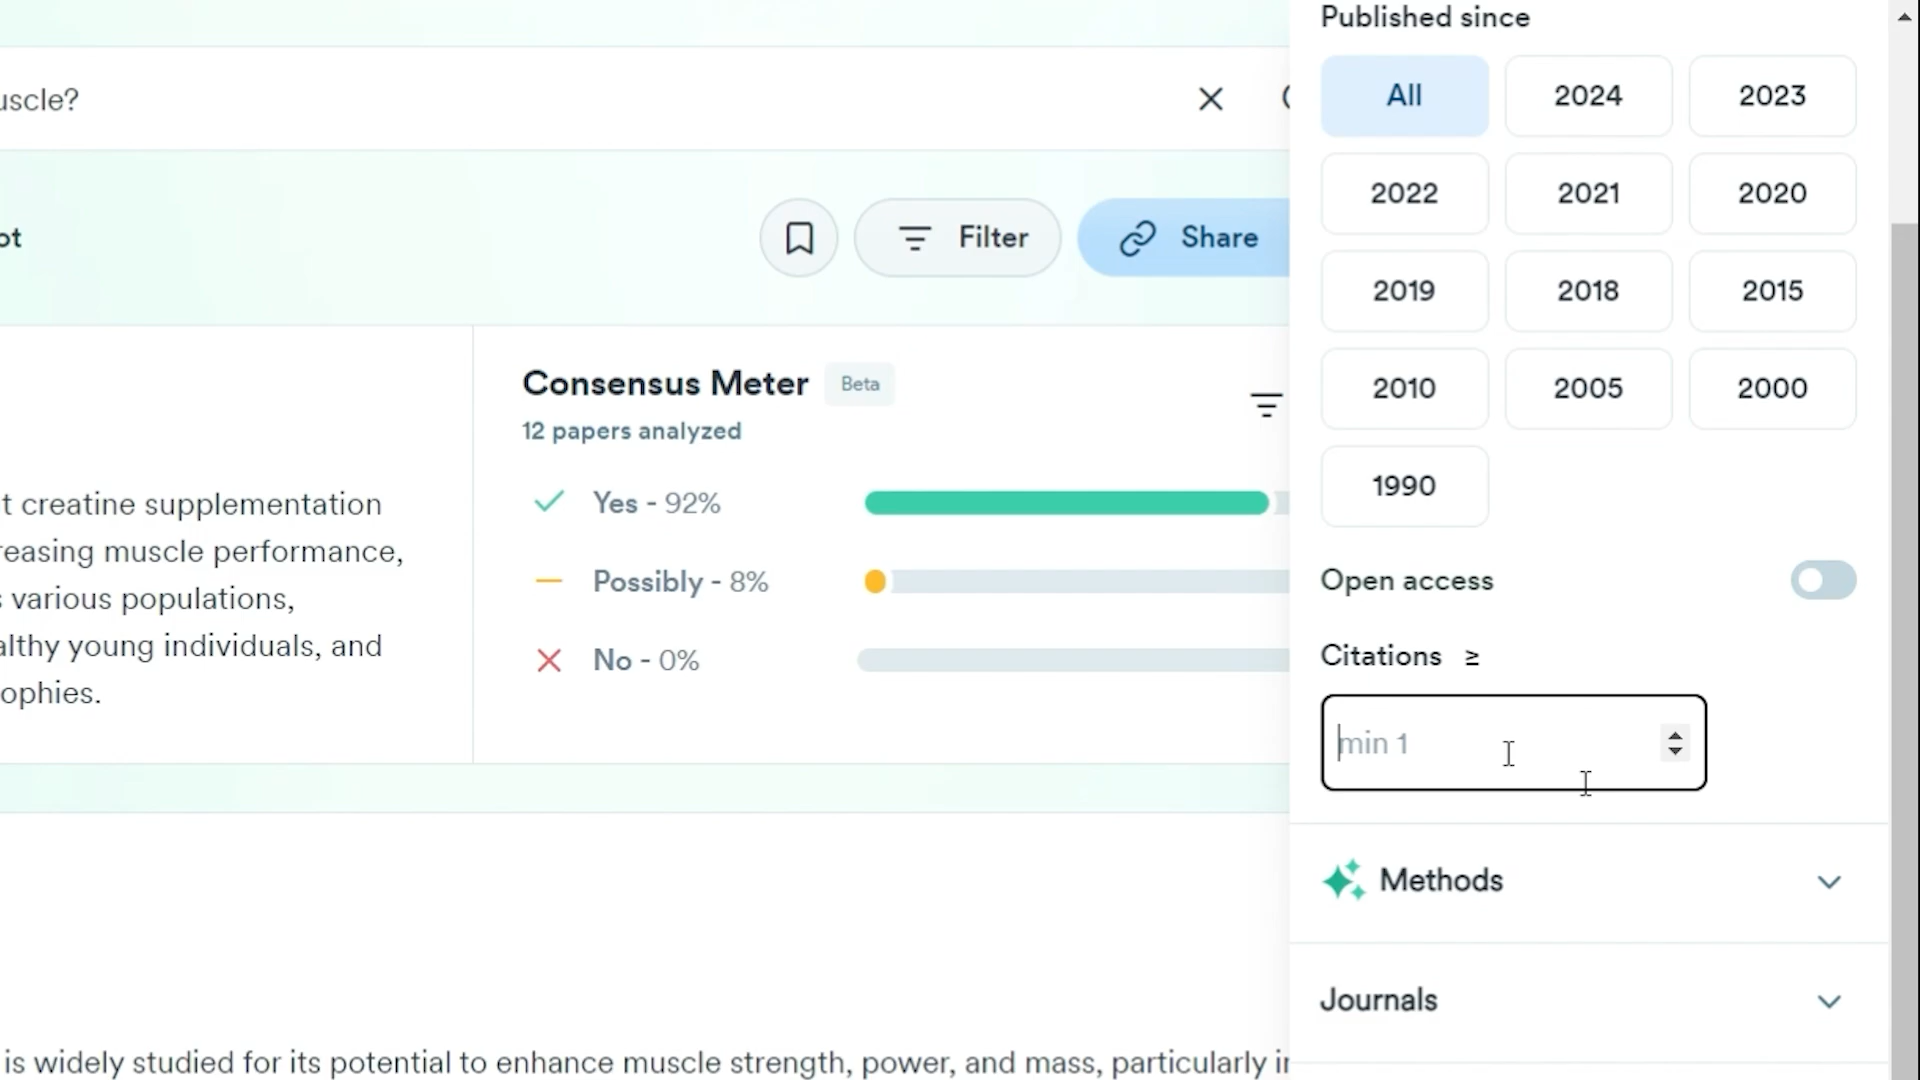 uscle?
ot
Filter
Share
Consensus Meter
Beta
12 papers analyzed
Yes - 92%
Possibly - 8%
No - 0%
t creatine supplementation
reasing muscle performance,
s various populations,
althy young individuals, and
ophies.
is widely studied for its potential to enhance muscle strength, power, and mass, particularly in
Published since
All
2024
2023
2022
2021
2020
2019
2018
2015
2010
2005
2000
1990
Open access
Citations ≥
min 1
Methods
Journals